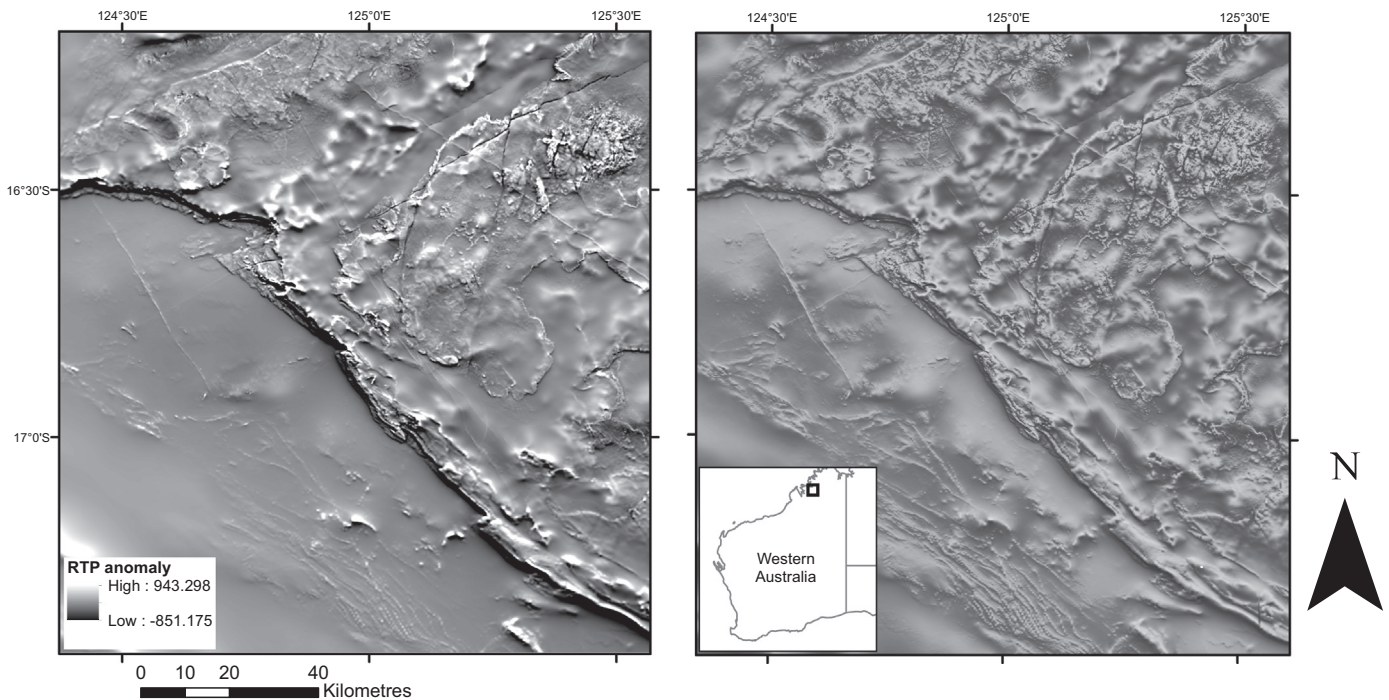 124°30'E 125°0'E 125°30'E
124°30'E 125°0'E 125°30'E
16°30'S
17°0'S
RTP anomaly
High : 943.298
Low : -851.175
0 10 20 40
Kilometres
Western
Australia
N